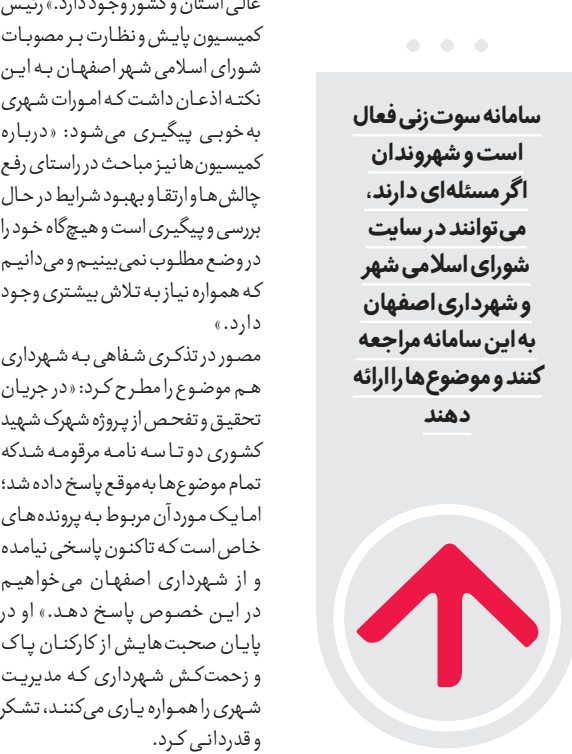 سامانه سوت‌زنی فعال
است و شهروندان
اگر مسئله‌ای دارند،
می‌توانند در سایت
شورای اسلامی شهر
و شهرداری اصفهان
به این سامانه مراجعه
کنند و موضوع‌ها را ارائه
دهند
عالی استان و کشور وجود دارد.» رئیس
کمیسیون پایش و نظارت بر مصوبات
شورای اسلامی شهر اصفهان به این
نکته اذعان داشت که امورات شهری
به‌خوبی پیگیری می‌شود: «درباره
کمیسیون‌ها نیز مباحث در راستای رفع
چالش‌ها و ارتقا و بهبود شرایط در حال
بررسی و پیگیری است و هیچ‌گاه خود را
در وضع مطلوب نمی‌بینیم و می‌دانیم
که همواره نیاز به تلاش بیشتری وجود
دارد.»
مصور در تذکری شفاهی به شهرداری
هم موضوع را مطرح کرد: «در جریان
تحقیق و تفحص از پروژه شهرک شهید
کشوری دو تا سه نامه مرقومه شدکه
تمام موضوع‌ها به‌موقع پاسخ داده شد؛
اما یک مورد آن مربوط به پرونده‌های
خاص است که تاکنون پاسخی نیامده
و از شهرداری اصفهان می‌خواهیم
در این خصوص پاسخ دهد.» او در
پایان صحبت‌هایش از کارکنان پاک
و زحمت‌کش شهرداری که مدیریت
شهری را همواره یاری می‌کنند، تشکر
و قدردانی کرد.